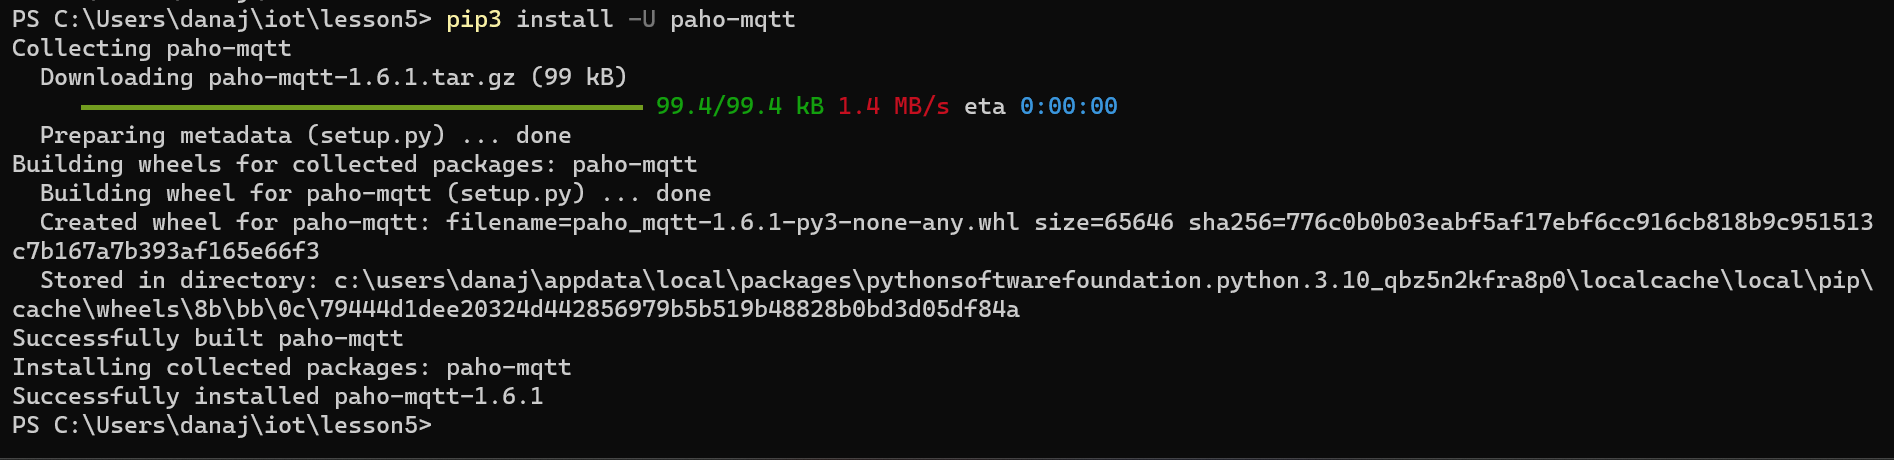 PS C:\Users\danaj\iot\lesson5> pip3 install -U paho-mqtt
Collecting paho-mqtt
  Downloading paho-mqtt-1.6.1.tar.gz (99 kB)
     99.4/99.4 kB 1.4 MB/s eta 0:00:00
  Preparing metadata (setup.py) ... done
Building wheels for collected packages: paho-mqtt
  Building wheel for paho-mqtt (setup.py) ... done
  Created wheel for paho-mqtt: filename=paho_mqtt-1.6.1-py3-none-any.whl size=65646 sha256=776c0b0b03eabf5af17ebf6cc916cb818b9c951513
c7b167a7b393af165e66f3
  Stored in directory: c:\users\danaj\appdata\local\packages\pythonsoftwarefoundation.python.3.10_qbz5n2kfra8p0\localcache\local\pip\
cache\wheels\8b\bb\0c\79444d1dee20324d442856979b5b519b48828b0bd3d05df84a
Successfully built paho-mqtt
Installing collected packages: paho-mqtt
Successfully installed paho-mqtt-1.6.1
PS C:\Users\danaj\iot\lesson5>